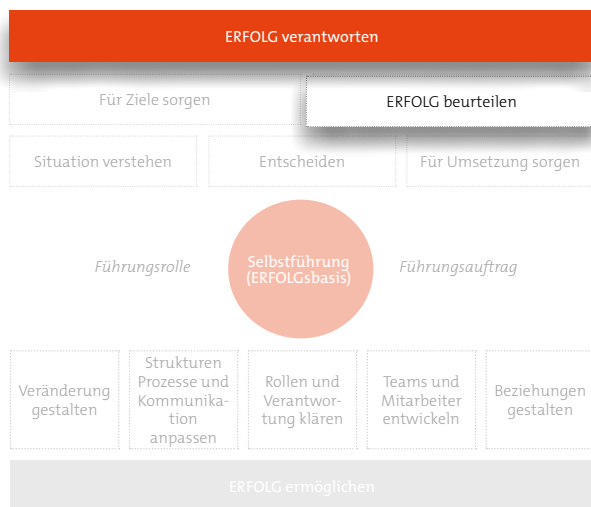 ERFOLG verantworten
Für Ziele sorgen
ERFOLG beurteilen
Situation verstehen
Entscheiden
Für Umsetzung sorgen
Führungsrolle
Selbstführung
(ERFOLGsbasis)
Führungsauftrag
Veränderung
gestalten
Strukturen
Prozesse und
Kommunika-
tion
anpassen
Rollen und
Verantwor-
tung klären
Teams und
Mitarbeiter
entwickeln
Beziehungen
gestalten
ERFOLG ermöglichen